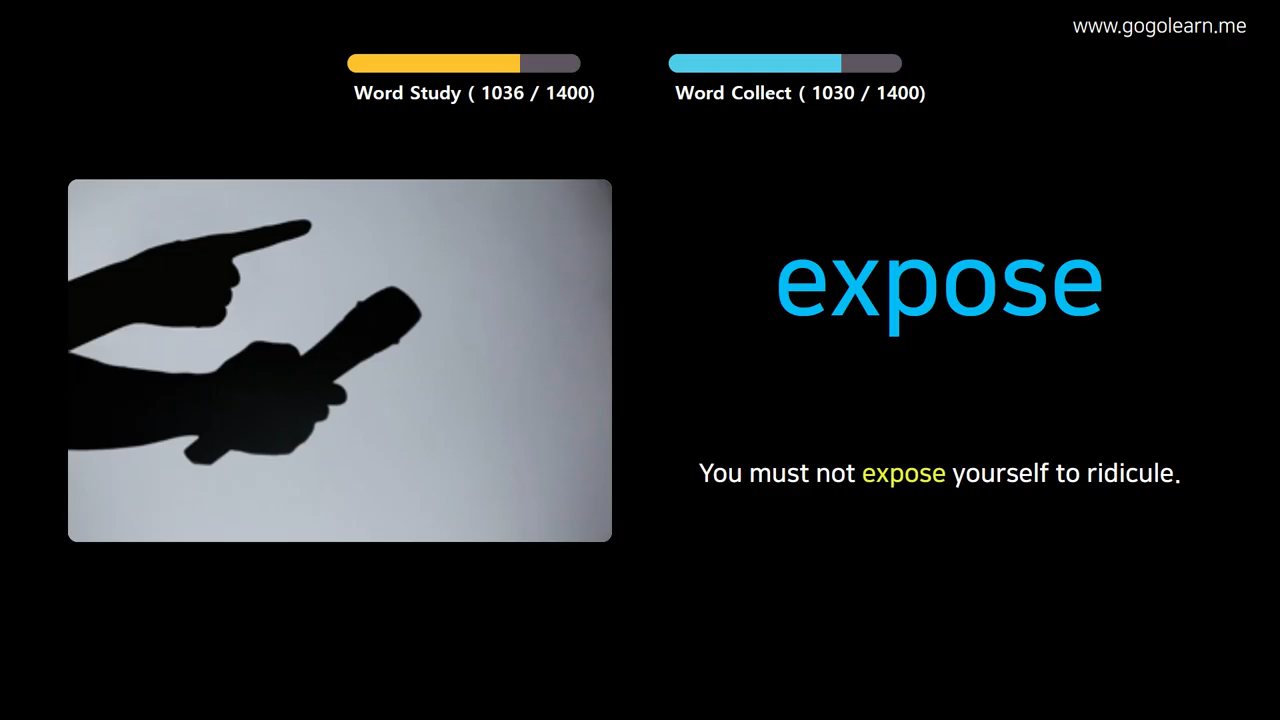 www.gogolearn.me
Word Study ( 1036 / 1400)
Word Collect ( 1030 / 1400)
expose
You must not expose yourself to ridicule.